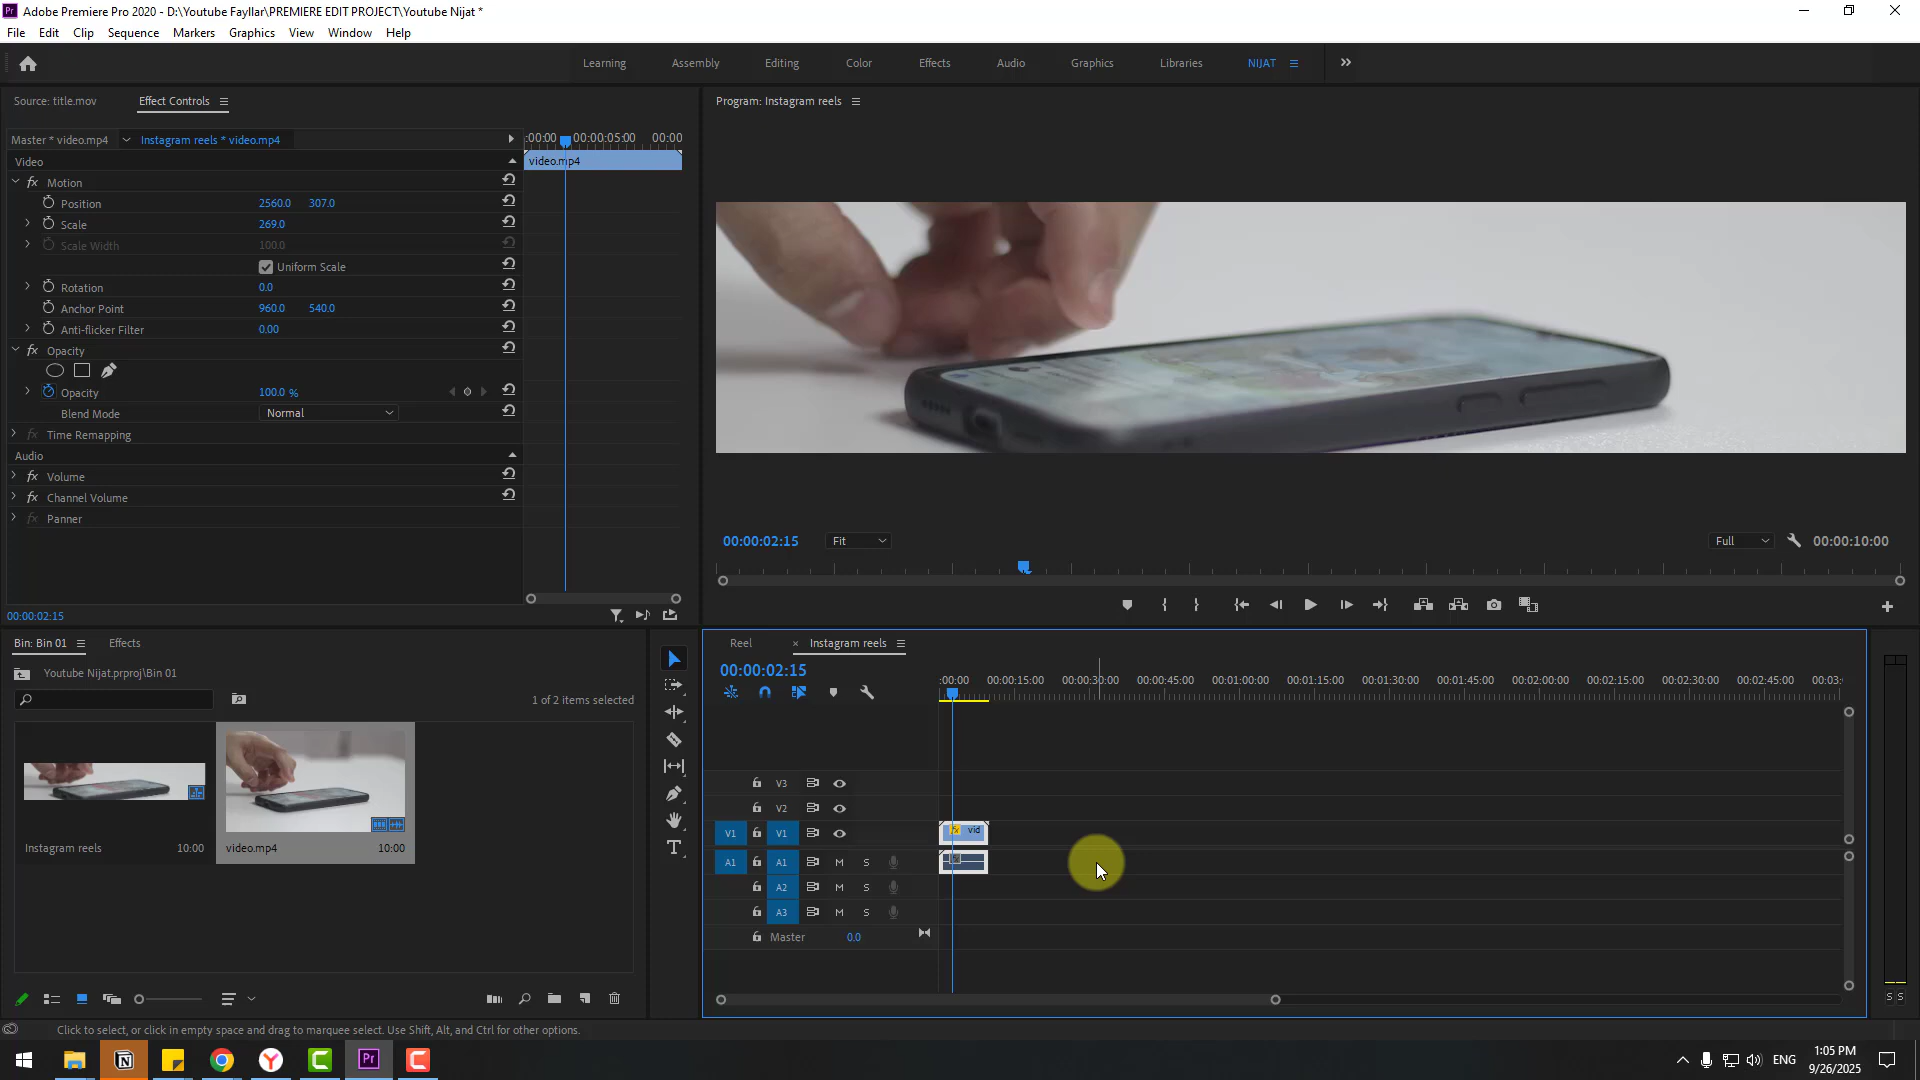 Adobe Premiere Pro 2020 - D:\Youtube Fayllar\PREMIERE EDIT PROJECT\Youtube Nijat *
File Edit Clip Sequence Markers Graphics View Window Help
Learning Assembly Editing Color Effects Audio Graphics Libraries NIJAT
Source: title.mov Effect Controls
Master * video.mp4 Instagram reels * video.mp4
:00:00 00:00:05:00 00:00
Video
video.mp4
fx Motion
Position 2560.0 307.0
Scale 269.0
Scale Width 100.0
Uniform Scale
Rotation 0.0
Anchor Point 960.0 540.0
Anti-flicker Filter 0.00
fx Opacity
Opacity 100.0 %
Blend Mode Normal
fx Time Remapping
Audio
fx Volume
fx Channel Volume
fx Panner
00:00:02:15
Program: Instagram reels
00:00:02:15 Fit Full 00:00:10:00
Bin: Bin 01 Effects
Youtube Nijat.prproj\Bin 01
1 of 2 items selected
Instagram reels 10:00
video.mp4 10:00
Reel × Instagram reels
00:00:02:15
:00:00 00:00:15:00 00:00:30:00 00:00:45:00 00:01:00:00 00:01:15:00 00:01:30:00 00:01:45:00 00:02:00:00 00:02:15:00 00:02:30:00 00:02:45:00 00:03:
V3
V2
V1 V1 fx vid
A1 A1 M S
A2 M S
A3 M S
Master 0.0
S S
Click to select, or click in empty space and drag to marquee select. Use Shift, Alt, and Ctrl for other options.
Pr
ENG
1:05 PM
9/26/2025